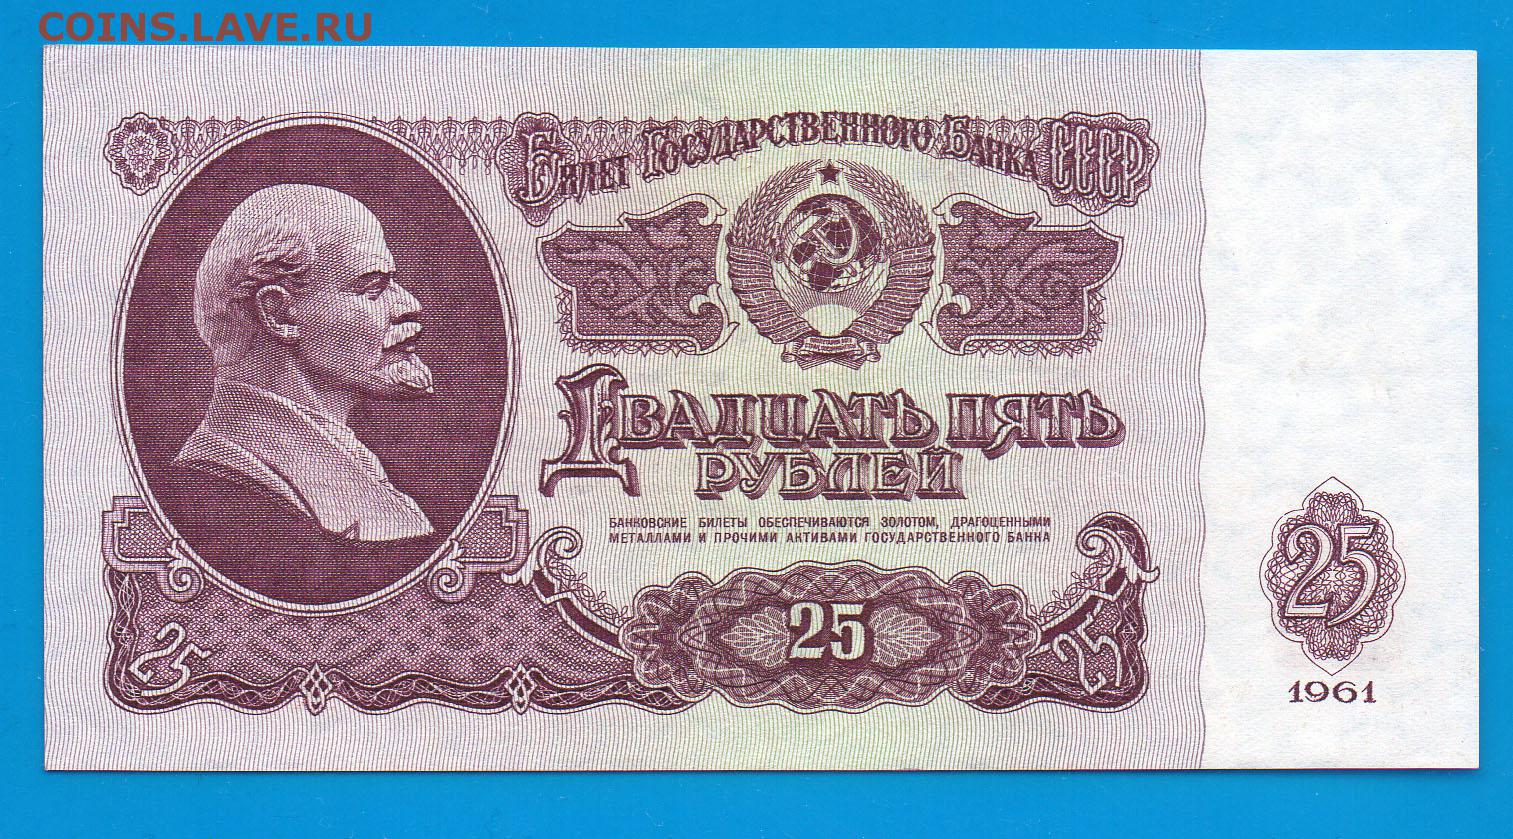 COINS.LAVE.RU
Билет Государственного Банка СССР
Двадцать пять
рублей
БАНКОВСКИЕ БИЛЕТЫ ОБЕСПЕЧИВАЮТСЯ ЗОЛОТОМ, ДРАГОЦЕННЫМИ
МЕТАЛЛАМИ И ПРОЧИМИ АКТИВАМИ ГОСУДАРСТВЕННОГО БАНКА
25
25
25
25
1961